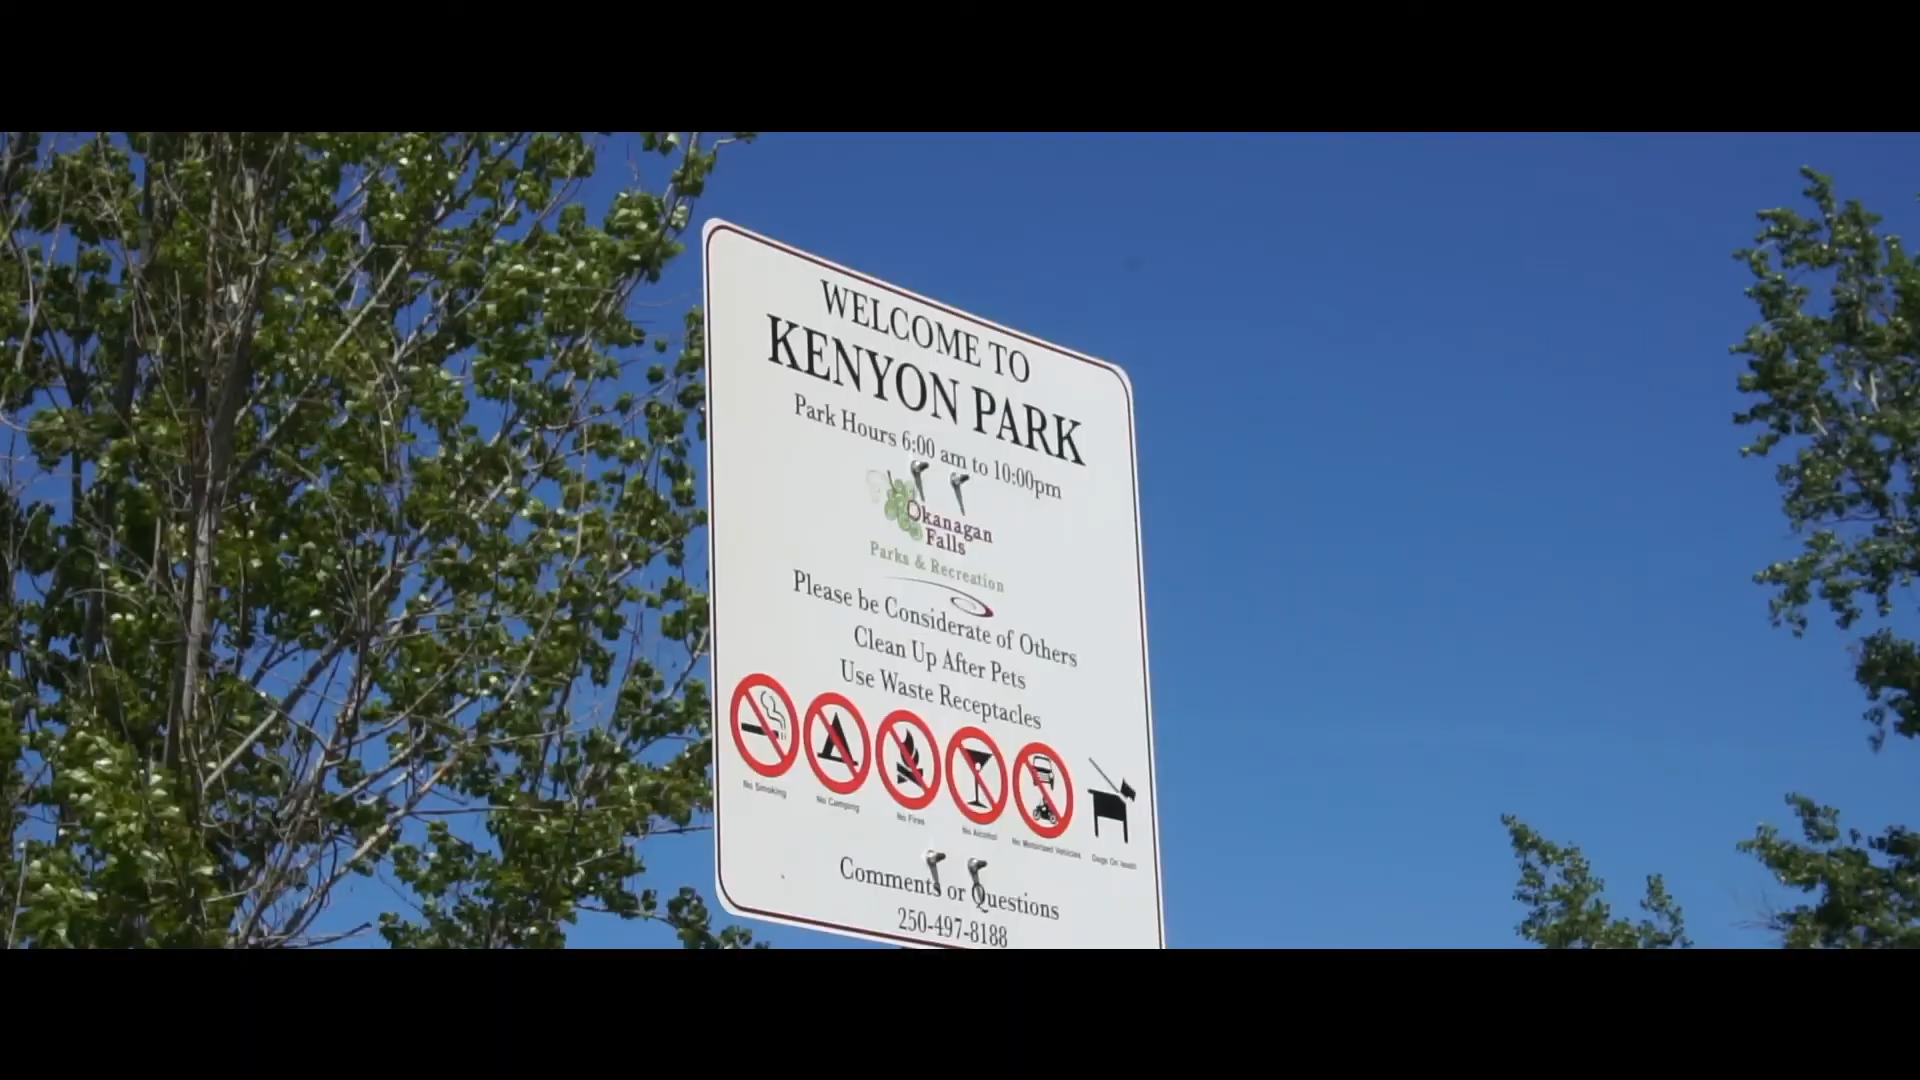 WELCOME TO
KENYON PARK
Park Hours 6:00 am to 10:00pm
Okanagan
Falls
Parks & Recreation
Please be Considerate of Others
Clean Up After Pets
Use Waste Receptacles
No Smoking
No Camping
No Fires
No Alcohol
No Motorized Vehicles
Dogs On leash
Comments or Questions
250-497-8188